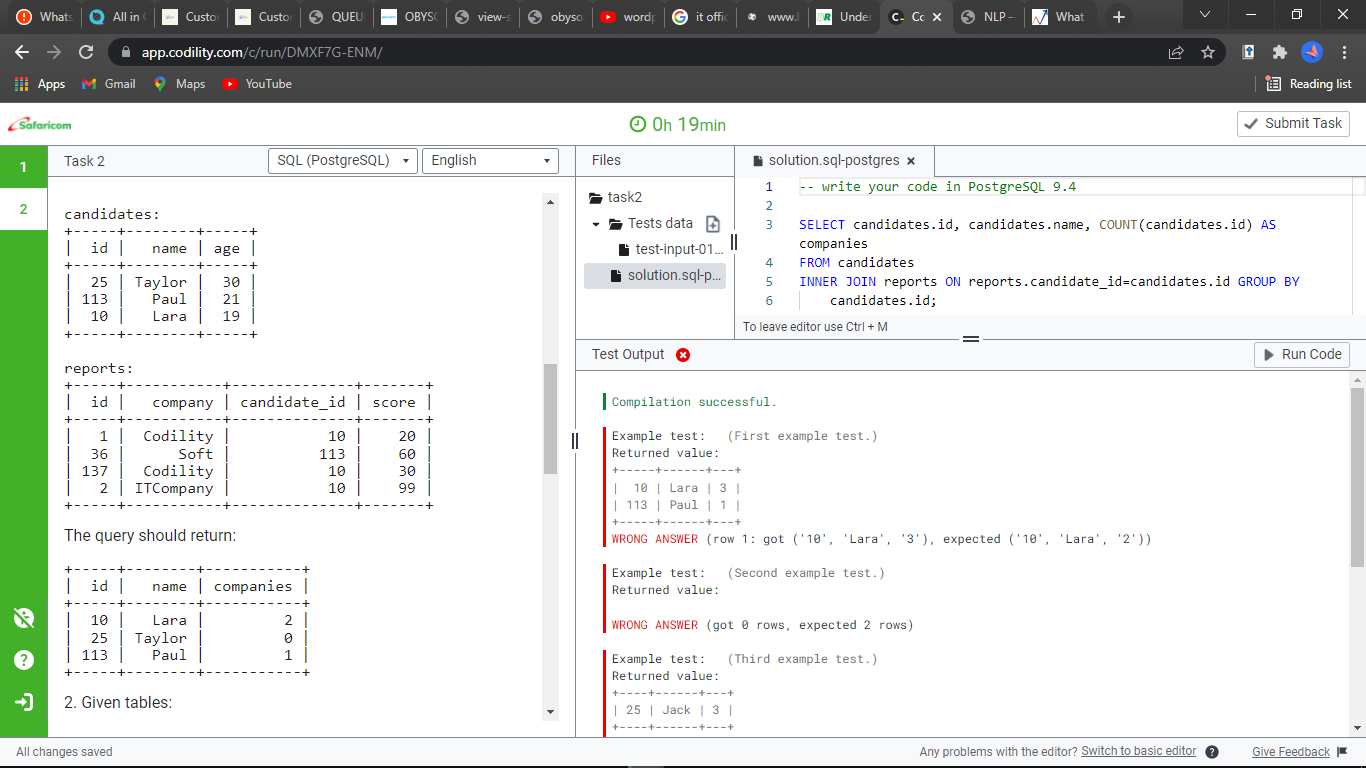 Whats
All in
Custo
Custo
QUEU
OBYSC
view-s
obyso
wordp
it offic
www.l
Under
Cc
NLP –
What
app.codility.com/c/run/DMXF7G-ENM/
Apps
Gmail
Maps
YouTube
Reading list
Safaricom
0h 19min
Submit Task
1
2
Task 2
SQL (PostgreSQL)
English
candidates:
+-----+--------+-----+
| id | name | age |
+-----+--------+-----+
| 25 | Taylor | 30 |
| 113 | Paul | 21 |
| 10 | Lara | 19 |
+-----+--------+-----+
reports:
+-----+-----------+--------------+-------+
| id | company | candidate_id | score |
+-----+-----------+--------------+-------+
| 1 | Codility | 10 | 20 |
| 36 | Soft | 113 | 60 |
| 137 | Codility | 10 | 30 |
| 2 | ITCompany | 10 | 99 |
+-----+-----------+--------------+-------+
The query should return:
+-----+--------+-----------+
| id | name | companies |
+-----+--------+-----------+
| 10 | Lara | 2 |
| 25 | Taylor | 0 |
| 113 | Paul | 1 |
+-----+--------+-----------+
2. Given tables:
Files
task2
Tests data
test-input-01...
solution.sql-p...
solution.sql-postgres
1 -- write your code in PostgreSQL 9.4
2
3 SELECT candidates.id, candidates.name, COUNT(candidates.id) AS
companies
4 FROM candidates
5 INNER JOIN reports ON reports.candidate_id=candidates.id GROUP BY
6 candidates.id;
To leave editor use Ctrl + M
Test Output
Run Code
Compilation successful.
Example test: (First example test.)
Returned value:
+-----+------+---+
| 10 | Lara | 3 |
| 113 | Paul | 1 |
+-----+------+---+
WRONG ANSWER (row 1: got ('10', 'Lara', '3'), expected ('10', 'Lara', '2'))
Example test: (Second example test.)
Returned value:
WRONG ANSWER (got 0 rows, expected 2 rows)
Example test: (Third example test.)
Returned value:
+----+------+---+
| 25 | Jack | 3 |
+----+------+---+
All changes saved
Any problems with the editor? Switch to basic editor
Give Feedback